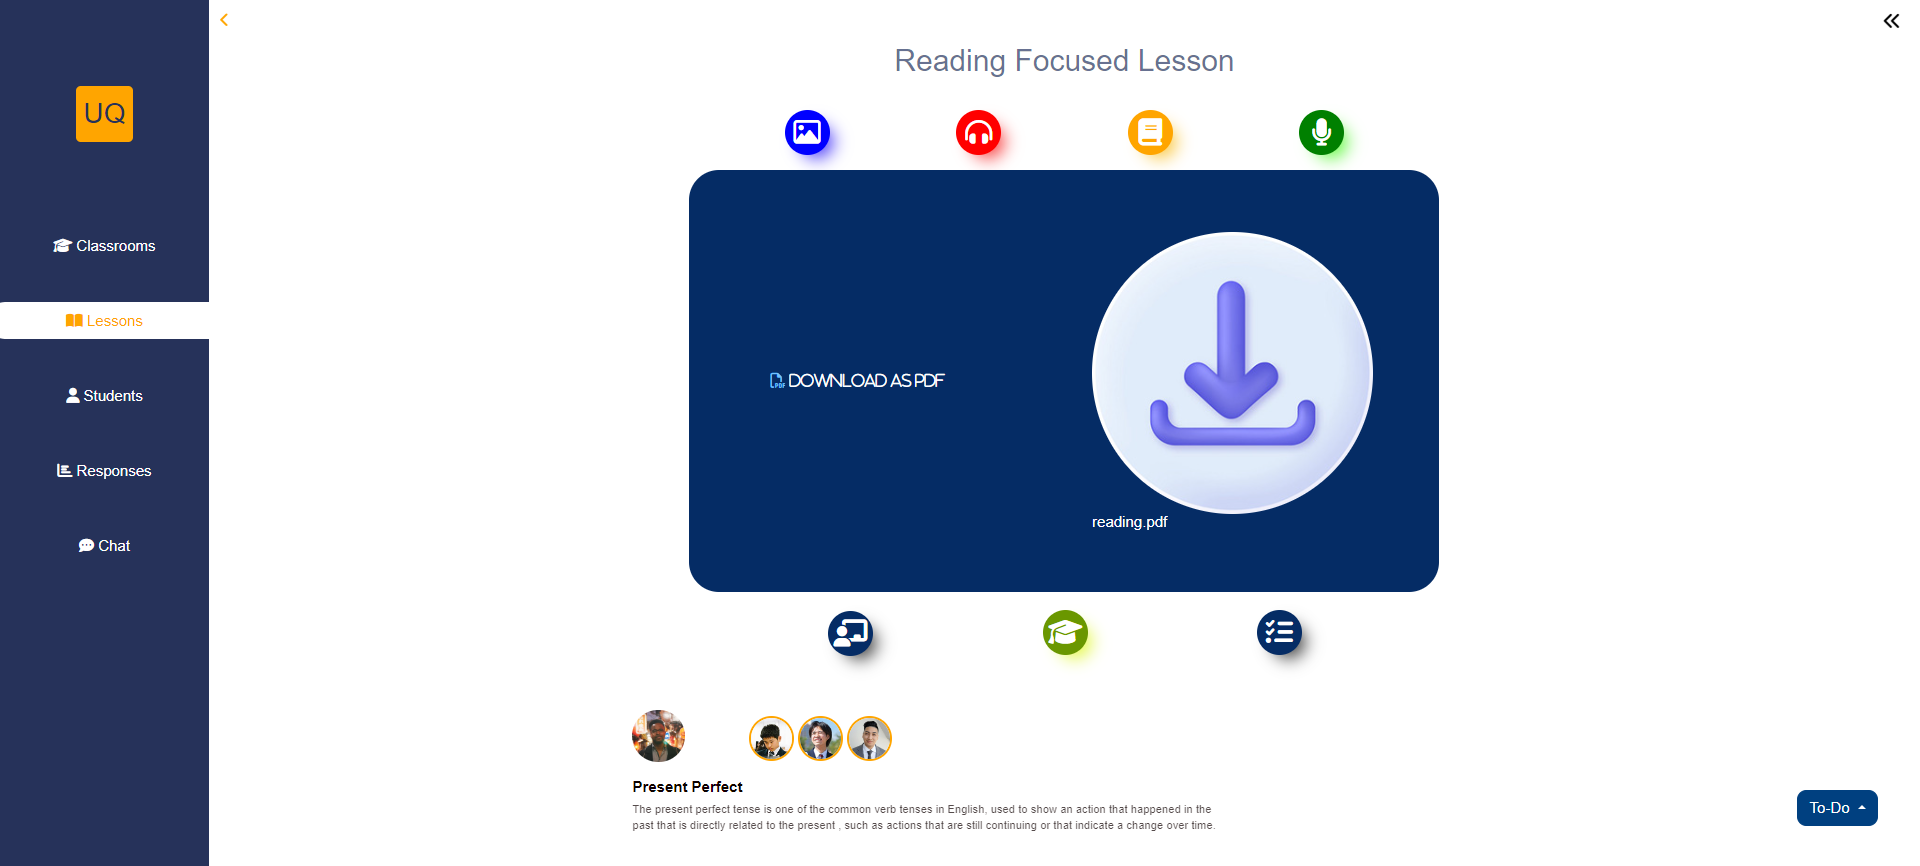 Reading Focused Lesson
UQ
Classrooms
Lessons
Students
Responses
Chat
PDF DOWNLOAD AS PDF
reading.pdf
Present Perfect
The present perfect tense is one of the common verb tenses in English, used to show an action that happened in the
past that is directly related to the present , such as actions that are still continuing or that indicate a change over time.
To-Do